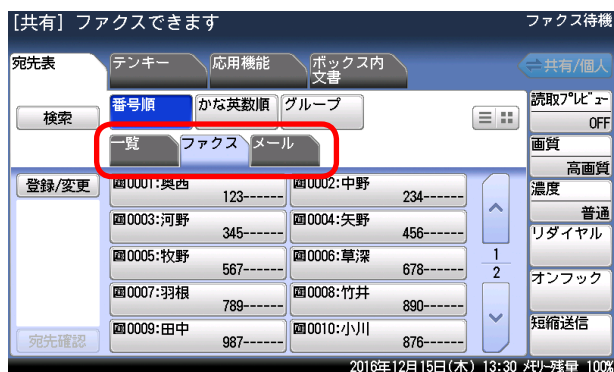 [共有] ファクスできます
ファクス待機
宛先表
テンキー
応用機能
ボックス内
文書
共有/個人
検索
番号順
かな英数順
グループ
一覧
ファクス
メール
登録/変更
0001:奥西
123------
0002:中野
234------
0003:河野
345------
0004:矢野
456------
0005:牧野
567------
0006:草深
678------
0007:羽根
789------
0008:竹井
890------
0009:田中
987------
0010:小川
876------
1
2
宛先確認
読取プレビュー
OFF
画質
高画質
濃度
普通
リダイヤル
オンフック
短縮送信
2016年12月15日(木) 13:30 メモリー残量 100%